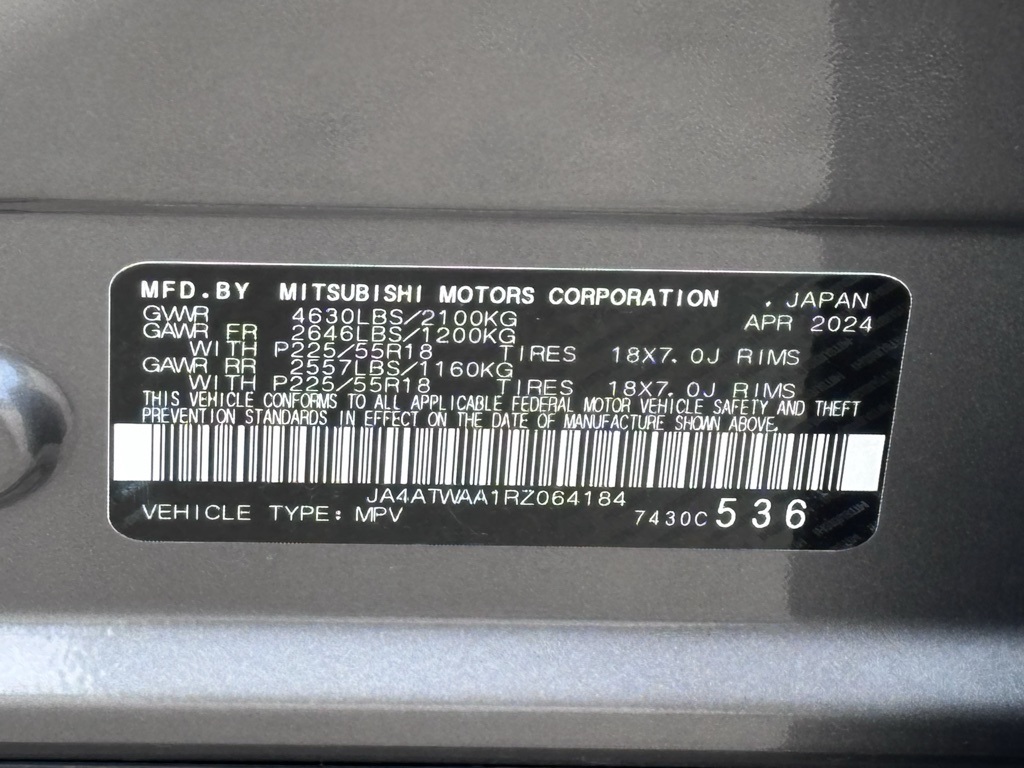 MFD.BY MITSUBISHI MOTORS CORPORATION . JAPAN
GVWR 4630LBS/2100KG APR 2024
GAWR FR 2646LBS/1200KG
WITH P225/55R18 TIRES 18X7.0J RIMS
GAWR RR 2557LBS/1160KG
WITH P225/55R18 TIRES 18X7.0J RIMS
THIS VEHICLE CONFORMS TO ALL APPLICABLE FEDERAL MOTOR VEHICLE SAFETY AND THEFT
PREVENTION STANDARDS IN EFFECT ON THE DATE OF MANUFACTURE SHOWN ABOVE.
JA4ATWAA1RZ064184
VEHICLE TYPE: MPV 7430C 536